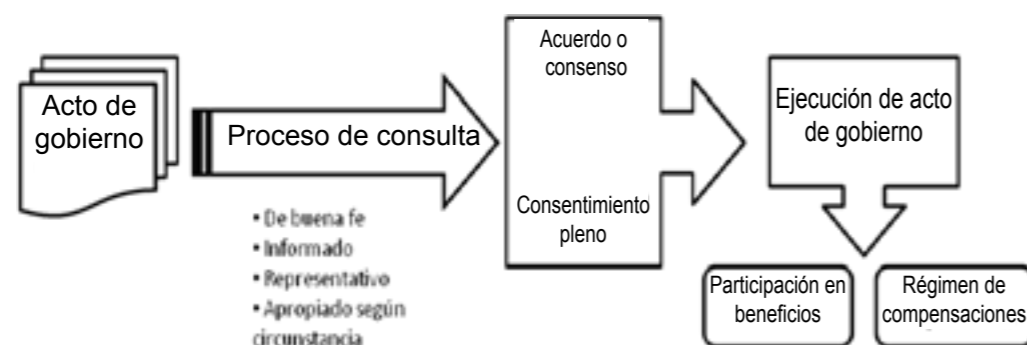 Acto de
gobierno
Proceso de consulta
• De buena fe
• Informado
• Representativo
• Apropiado según
circunstancia
Acuerdo o
consenso
Consentimiento
pleno
Ejecución de acto
de gobierno
Participación en
beneficios
Régimen de
compensaciones